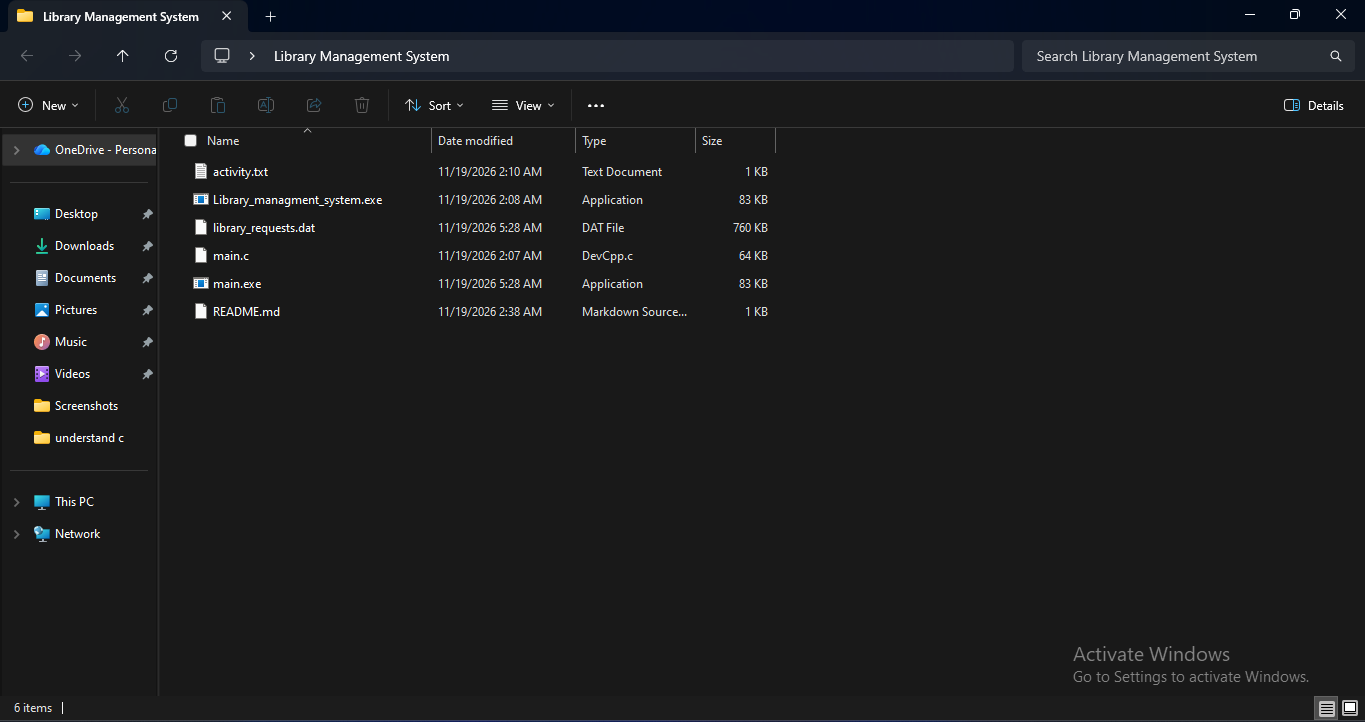 Library Management System
Library Management System
Search Library Management System
New
Sort
View
Details
OneDrive - Persona
Desktop
Downloads
Documents
Pictures
Music
Videos
Screenshots
understand c
This PC
Network
Name Date modified Type Size
activity.txt 11/19/2026 2:10 AM Text Document 1 KB
Library_managment_system.exe 11/19/2026 2:08 AM Application 83 KB
library_requests.dat 11/19/2026 5:28 AM DAT File 760 KB
main.c 11/19/2026 2:07 AM DevCpp.c 64 KB
main.exe 11/19/2026 5:28 AM Application 83 KB
README.md 11/19/2026 2:38 AM Markdown Source... 1 KB
Activate Windows
Go to Settings to activate Windows.
6 items